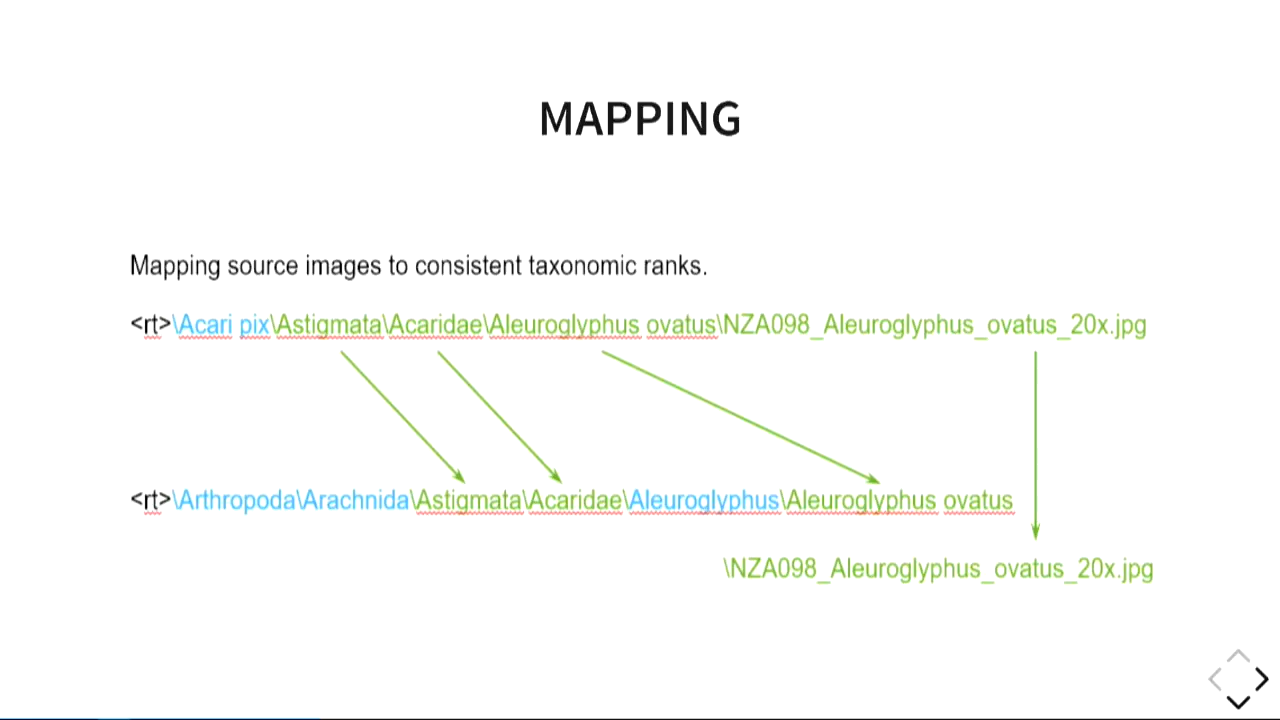 MAPPING
Mapping source images to consistent taxonomic ranks.
<rt>\Acari pix\Astigmata\Acaridae\Aleuroglyphus ovatus\NZA098_Aleuroglyphus_ovatus_20x.jpg
<rt>\Arthropoda\Arachnida\Astigmata\Acaridae\Aleuroglyphus\Aleuroglyphus ovatus
\NZA098_Aleuroglyphus_ovatus_20x.jpg